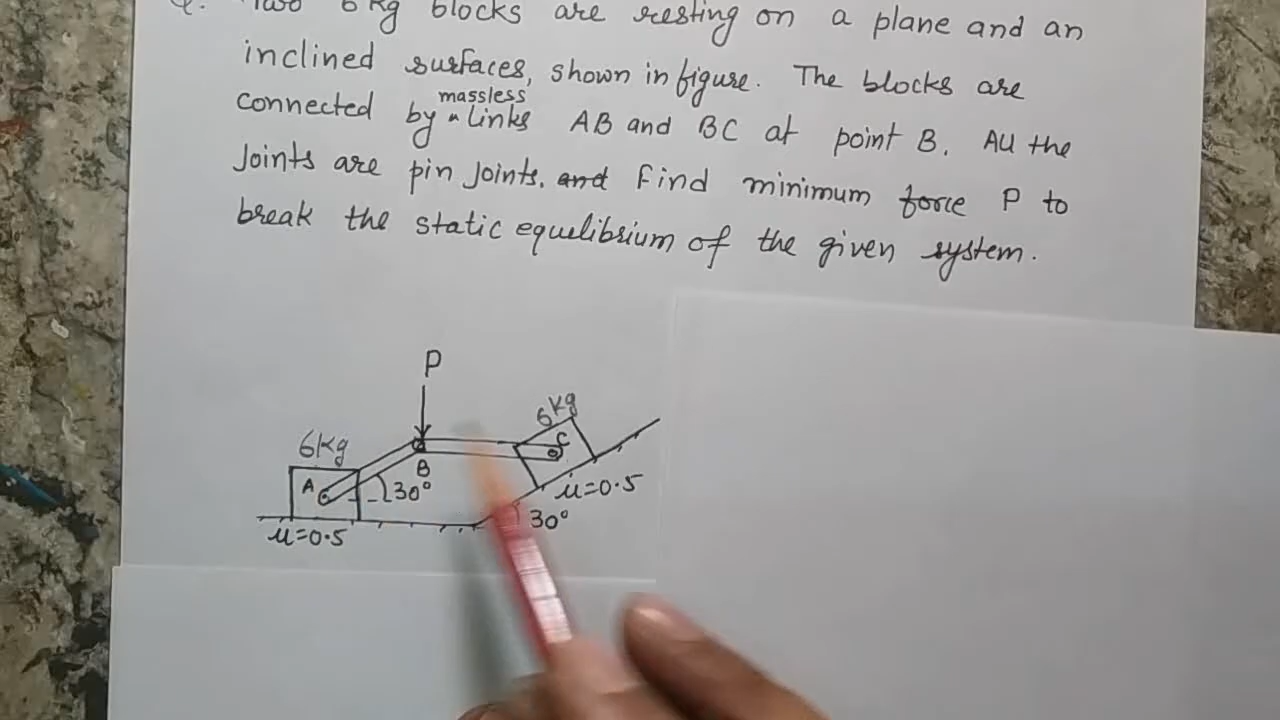 Two 6 kg blocks are resting on a plane and an
inclined surfaces, shown in figure. The blocks are
connected by massless links AB and BC at point B. All the
Joints are pin joints. and Find minimum force P to
break the static equelibrium of the given system.
P
6kg
6kg
C
B
A
30°
μ=0.5
30°
μ=0.5